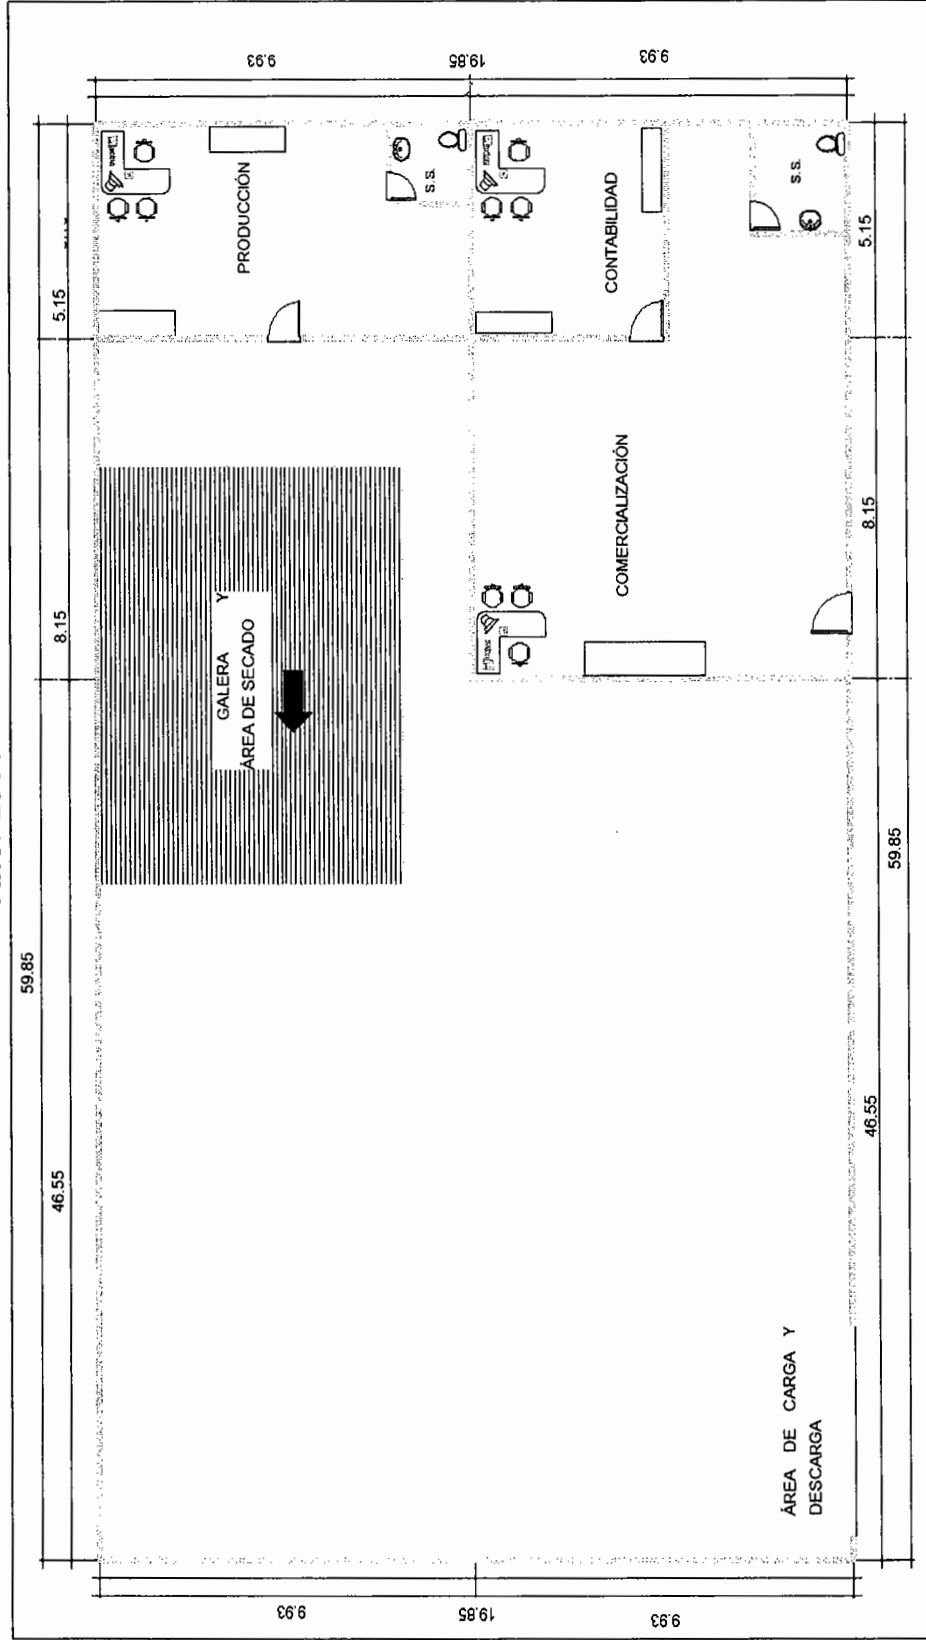 59.85
46.55
8.15
5.15
9.93
19.85
9.93
GALERA Y
ÁREA DE SECADO
PRODUCCIÓN
S.S.
CONTABILIDAD
S.S.
COMERCIALIZACIÓN
ÁREA DE CARGA Y
DESCARGA
9.93
19.85
9.93
46.55
8.15
5.15
59.85